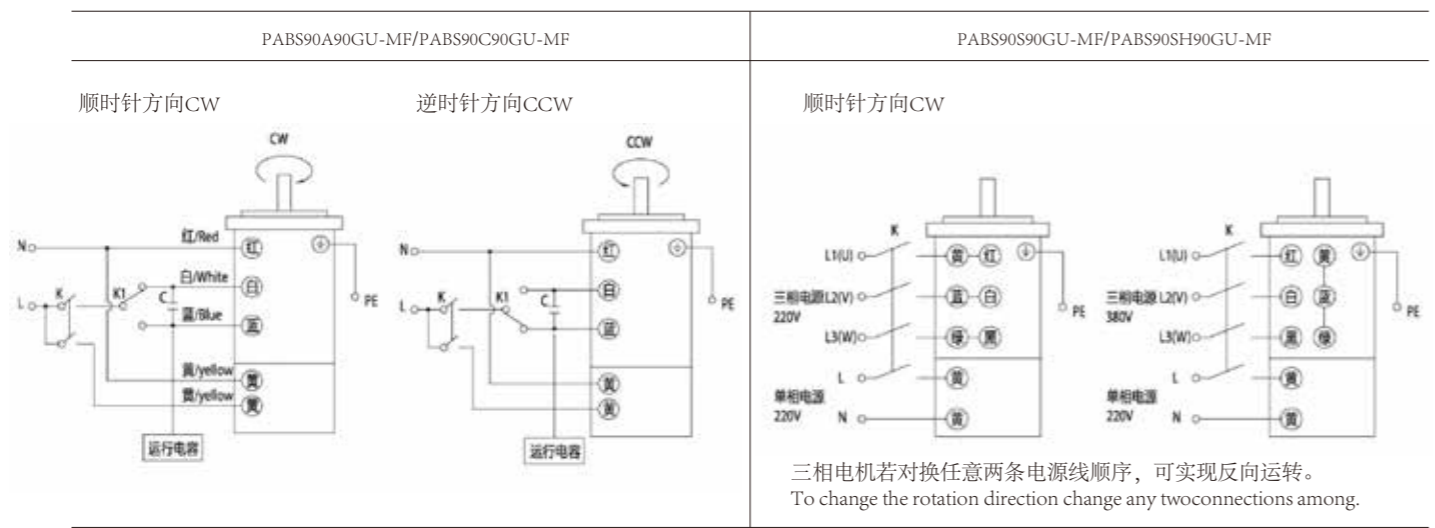 PABS90A90GU-MF/PABS90C90GU-MF
PABS90S90GU-MF/PABS90SH90GU-MF
顺时针方向CW
逆时针方向CCW
顺时针方向CW
CW
N
红/Red
红
白/White
白
L
K
K1
C
蓝/Blue
蓝
PE
黄/yellow
黄
黄/yellow
黄
运行电容
CCW
N
红
白
L
K
K1
C
蓝
PE
黄
黄
运行电容
K
L1(U)
黄
红
三相电源 L2(V)
220V
蓝
白
PE
L3(W)
绿
黑
L
黄
单相电源
220V
N
黄
K
L1(U)
红
黄
三相电源 L2(V)
380V
白
蓝
PE
L3(W)
黑
绿
L
黄
单相电源
220V
N
黄
三相电机若对换任意两条电源线顺序，可实现反向运转。
To change the rotation direction change any twoconnections among.